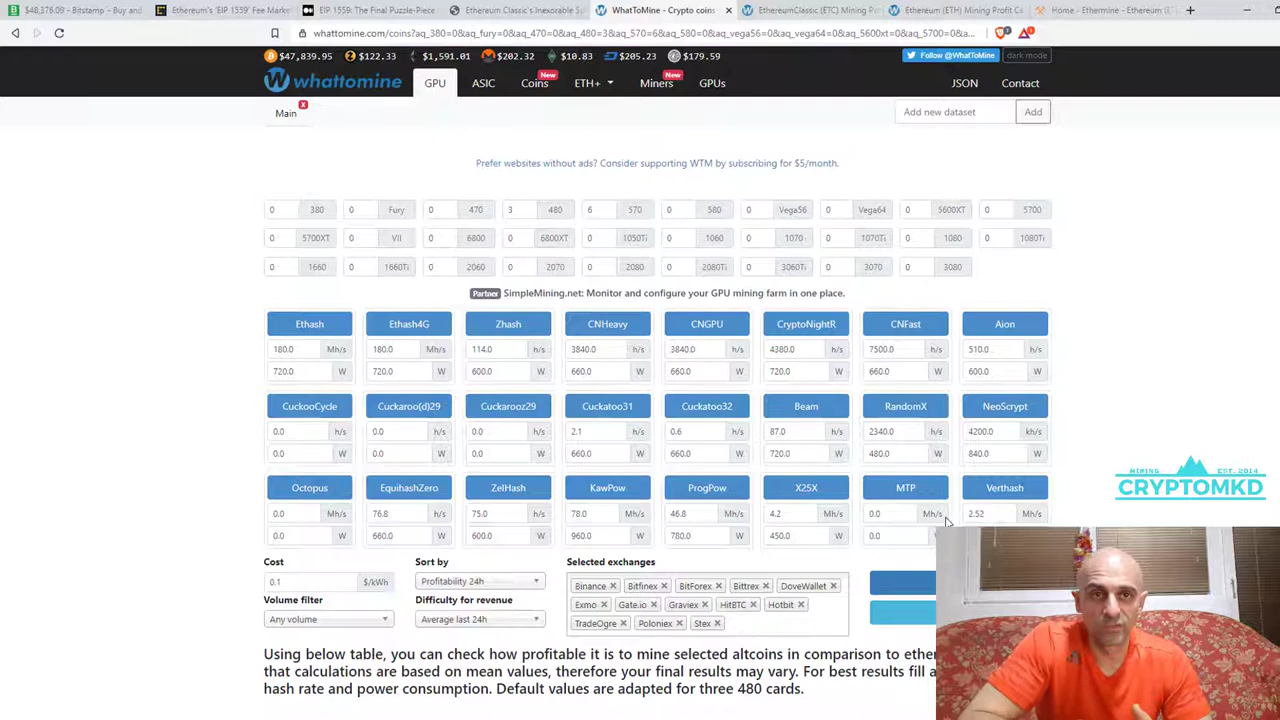 $48,376.09 - Bitstamp - Buy and
Ethereum's 'EIP 1559' Fee Market
EIP 1559: The Final Puzzle-Piece
Ethereum Classic's Inexorable S
WhatToMine - Crypto coins
EthereumClassic (ETC) Mining Pr
Ethereum (ETH) Mining Profit Ca
Home - Ethermine - Ethereum (
whattomine.com/coins?aq_380=0&aq_fury=0&aq_470=0&aq_480=3&aq_570=6&aq_580=0&aq_vega56=0&aq_vega64=0&aq_5600xt=0&aq_5700=0&a...
$47,839. $122.33 $1,591.01 $202.32 $10.83 $205.23 $179.59
Follow @WhatToMine dark mode
whattomine GPU ASIC Coins New ETH+ Miners New GPUs JSON Contact
Main x Add new dataset Add
Prefer websites without ads? Consider supporting WTM by subscribing for $5/month.
0 380 0 Fury 0 470 3 480 6 570 0 580 0 Vega56 0 Vega64 0 5600XT 0 5700
0 5700XT 0 VII 0 6800 0 6800XT 0 1050Ti 0 1060 0 1070 0 1070Ti 0 1080 0 1080Ti
0 1660 0 1660Ti 0 2060 0 2070 0 2080 0 2080Ti 0 3060Ti 0 3070 0 3080
Partner SimpleMining.net: Monitor and configure your GPU mining farm in one place.
Ethash Ethash4G Zhash CNHeavy CNGPU CryptoNightR CNFast Aion
180.0 Mh/s 180.0 Mh/s 114.0 h/s 3840.0 h/s 3840.0 h/s 4380.0 h/s 7500.0 h/s 510.0 h/s
720.0 W 720.0 W 600.0 W 660.0 W 660.0 W 720.0 W 660.0 W 600.0 W
CuckooCycle Cuckaroo(d)29 Cuckarooz29 Cuckatoo31 Cuckatoo32 Beam RandomX NeoScrypt
0.0 h/s 0.0 h/s 0.0 h/s 2.1 h/s 0.6 h/s 87.0 h/s 2340.0 h/s 4200.0 kh/s
0.0 W 0.0 W 0.0 W 660.0 W 660.0 W 720.0 W 480.0 W 840.0 W
Octopus EquihashZero ZelHash KawPow ProgPow X25X MTP Verthash
0.0 Mh/s 76.8 h/s 75.0 h/s 78.0 Mh/s 46.8 Mh/s 4.2 Mh/s 0.0 Mh/s 2.52 Mh/s
0.0 W 660.0 W 600.0 W 960.0 W 780.0 W 450.0 W 0.0
MINING EST. 2014
CRYPTOMKD
Cost Sort by Selected exchanges
0.1 $/kWh Profitability 24h Binance Bitfinex BitForex Bittrex DoveWallet
Volume filter Difficulty for revenue Exmo Gate.io Graviex HitBTC Hotbit
Any volume Average last 24h TradeOgre Poloniex Stex
Using below table, you can check how profitable it is to mine selected altcoins in comparison to ethe
that calculations are based on mean values, therefore your final results may vary. For best results fill a
hash rate and power consumption. Default values are adapted for three 480 cards.